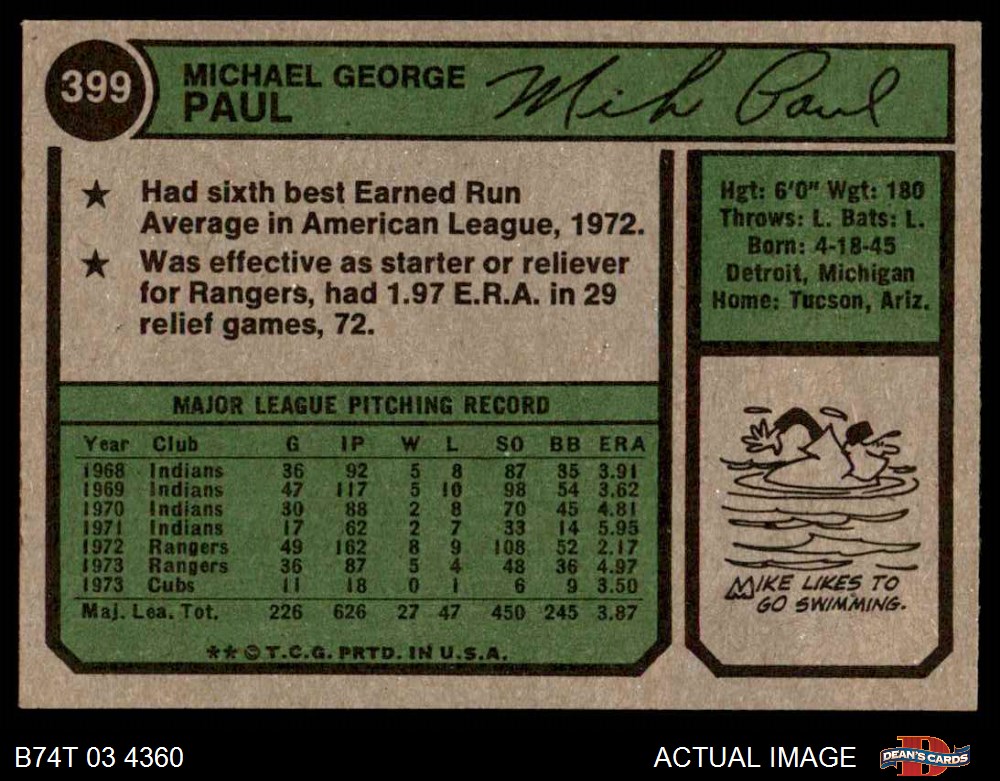 399
MICHAEL GEORGE
PAUL
Mike Paul
★ Had sixth best Earned Run
Average in American League, 1972.
★ Was effective as starter or reliever
for Rangers, had 1.97 E.R.A. in 29
relief games, 72.
Hgt: 6'0" Wgt: 180
Throws: L. Bats: L.
Born: 4-18-45
Detroit, Michigan
Home: Tucson, Ariz.
MAJOR LEAGUE PITCHING RECORD
Year Club G IP W L SO BB ERA
1968 Indians 36 92 5 8 87 35 3.91
1969 Indians 47 117 5 10 98 54 3.62
1970 Indians 30 88 2 8 70 45 4.81
1971 Indians 17 62 2 7 33 14 5.95
1972 Rangers 49 162 8 9 108 52 2.17
1973 Rangers 36 87 5 4 48 36 4.97
1973 Cubs 11 18 0 1 6 9 3.50
Maj. Lea. Tot. 226 626 27 47 450 245 3.87
**© T.C.G. PRTD. IN U.S.A.
MIKE LIKES TO
GO SWIMMING.
B74T 03 4360
ACTUAL IMAGE
DEAN'S CARDS